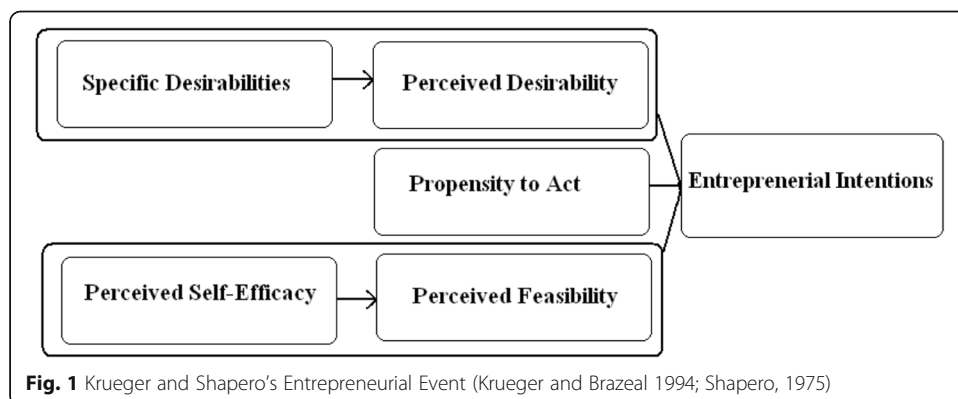 Specific Desirabilities
Perceived Desirability
Propensity to Act
Entreprenerial Intentions
Perceived Self-Efficacy
Perceived Feasibility
Fig. 1 Krueger and Shapero's Entrepreneurial Event (Krueger and Brazeal 1994; Shapero, 1975)